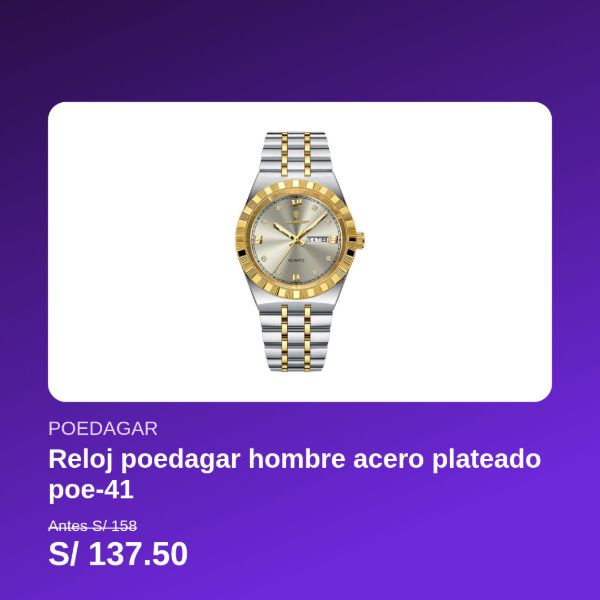 POEDAGAR
Reloj poedagar hombre acero plateado
poe-41
Antes S/ 158
S/ 137.50